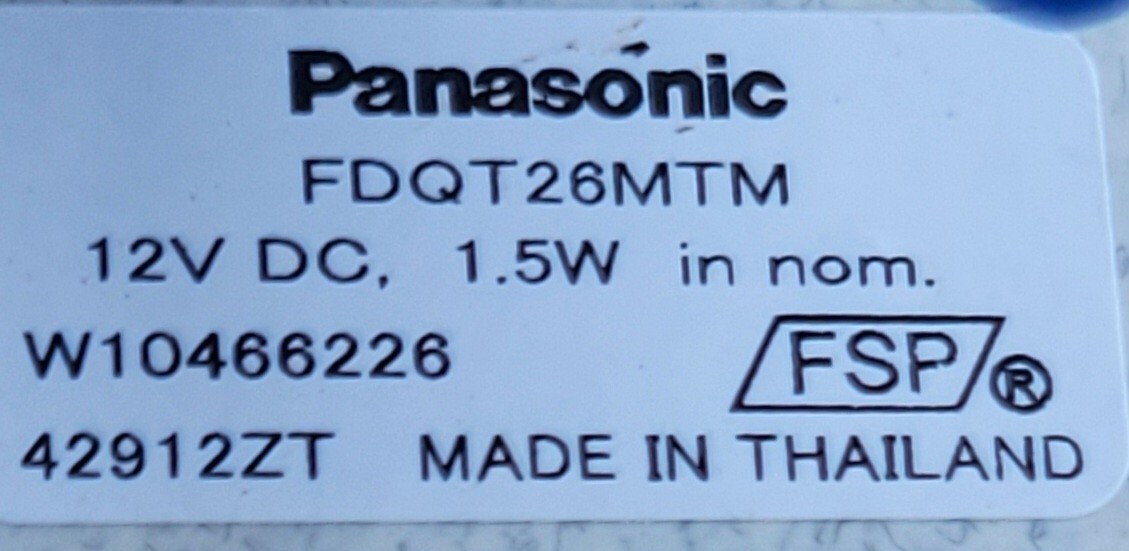 Panasonic
FDQT26MTM
12V DC, 1.5W in nom.
W10466226 FSP®
42912ZT MADE IN THAILAND